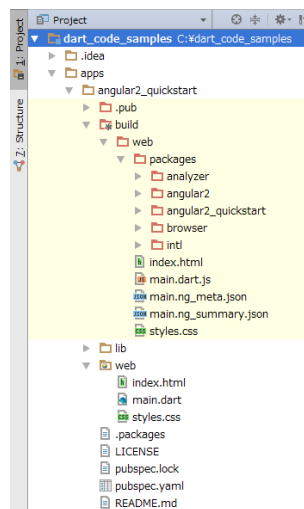 1: Project
7: Structure
Project
dart_code_samples C:¥dart_code_samples
.idea
apps
angular2_quickstart
.pub
build
web
packages
analyzer
angular2
angular2_quickstart
browser
intl
index.html
main.dart.js
main.ng_meta.json
main.ng_summary.json
styles.css
lib
web
index.html
main.dart
styles.css
.packages
LICENSE
pubspec.lock
pubspec.yaml
README.md